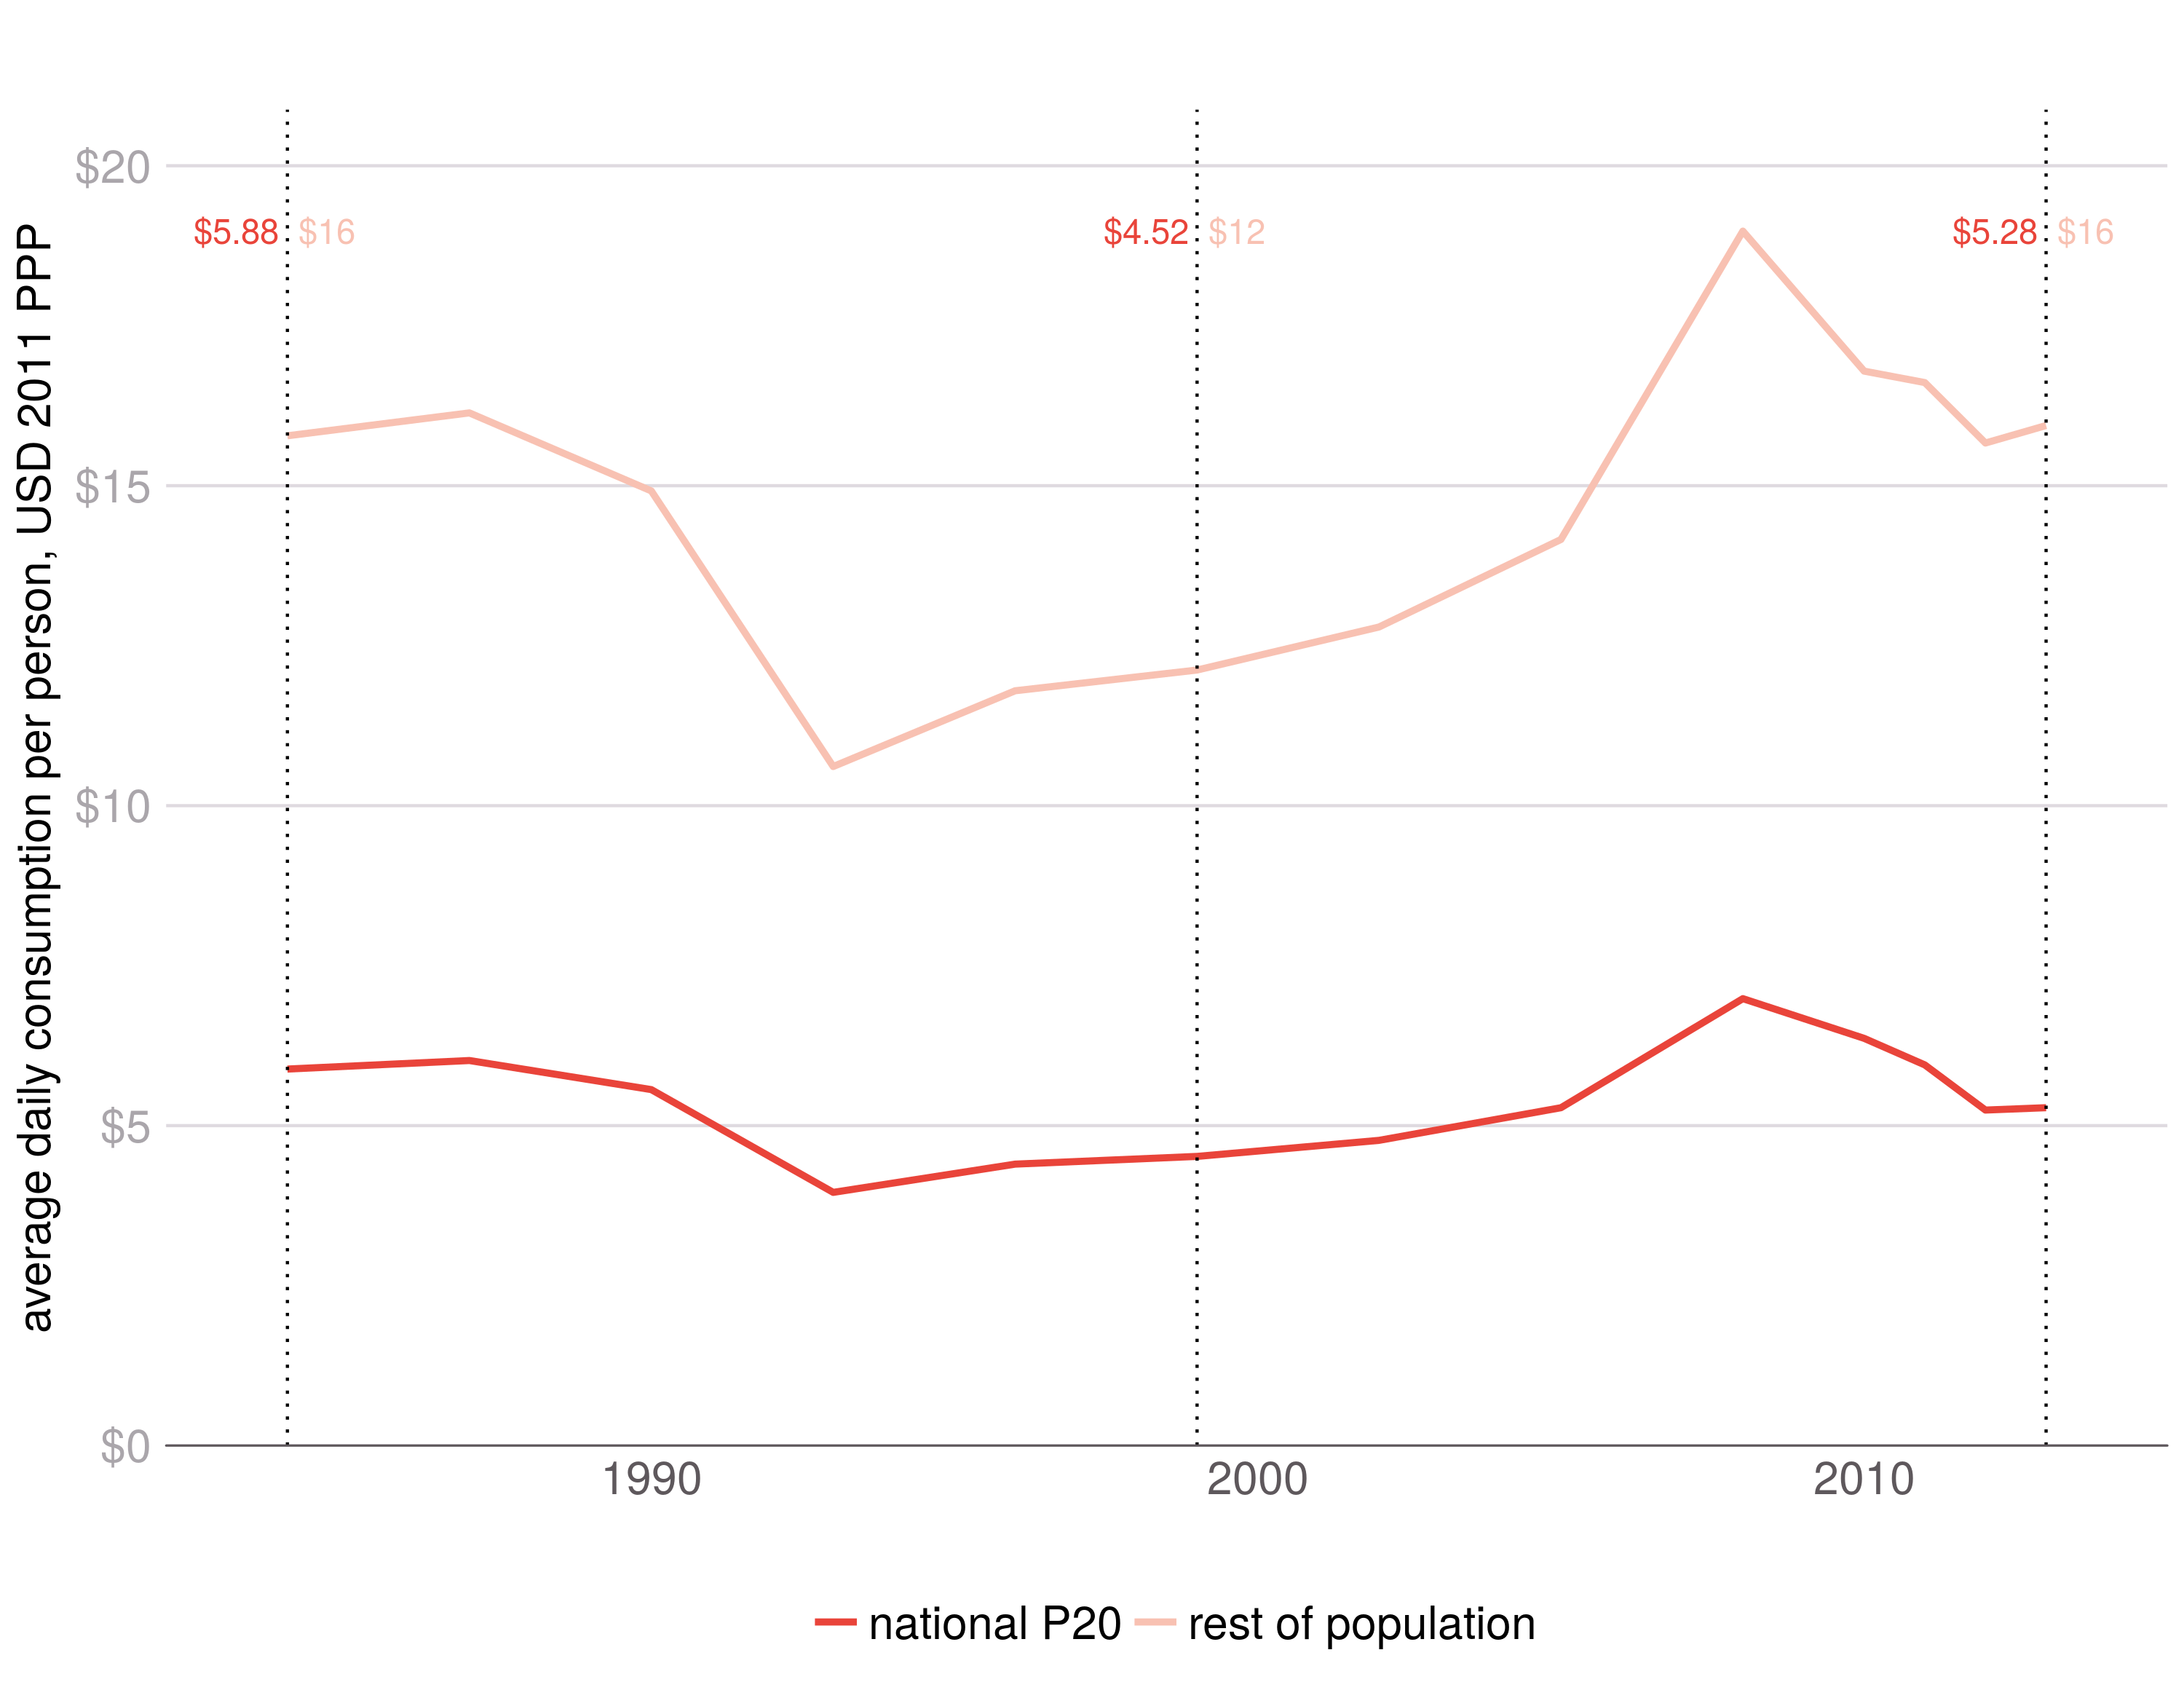 average daily consumption per person, USD 2011 PPP
$20
$5.88 $16 $4.52 $12 $5.28 $16
$15
$10
$5
$0
1990 2000 2010
national P20 rest of population